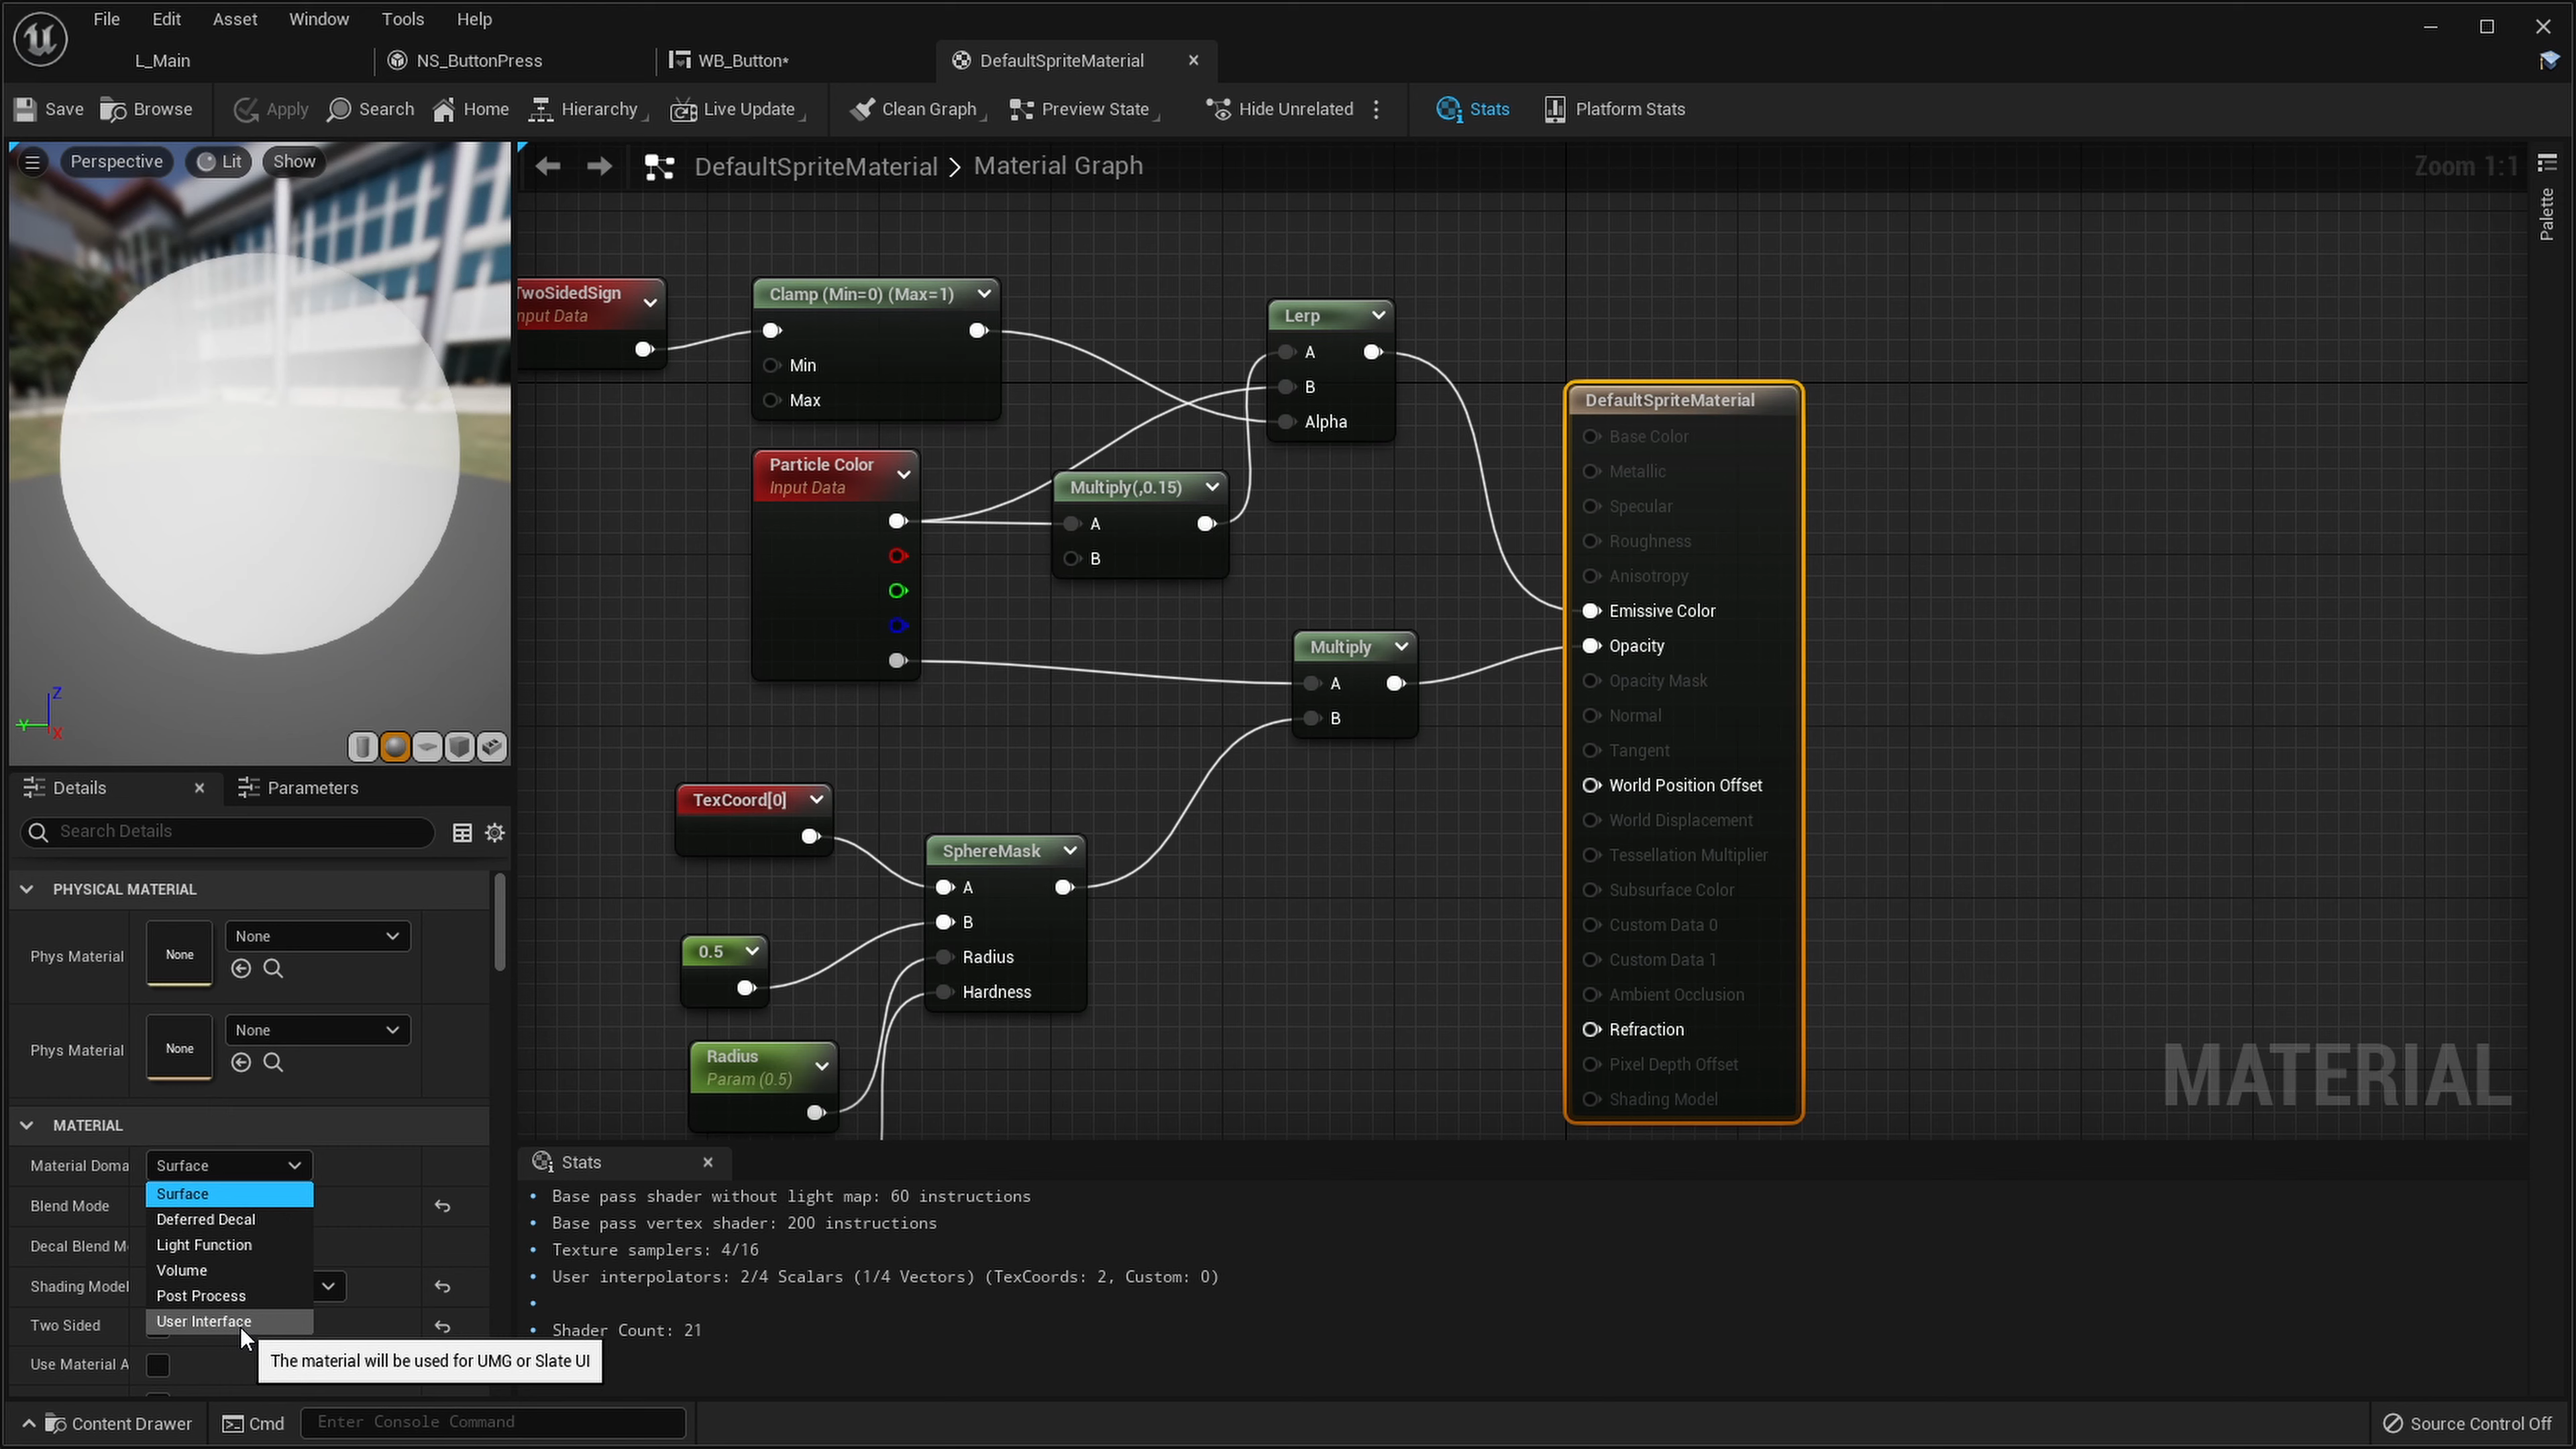 File Edit Asset Window Tools Help
L_Main NS_ButtonPress WB_Button* DefaultSpriteMaterial
Save Browse Apply Search Home Hierarchy Live Update Clean Graph Preview State Hide Unrelated Stats Platform Stats
Perspective Lit Show
DefaultSpriteMaterial > Material Graph
Zoom 1:1
Palette
TwoSidedSign
nput Data
Clamp (Min=0) (Max=1)
Min
Max
Lerp
A
B
Alpha
Particle Color
Input Data
Multiply(,0.15)
A
B
Multiply
A
B
TexCoord[0]
SphereMask
A
B
Radius
Hardness
0.5
Radius
Param (0.5)
DefaultSpriteMaterial
Base Color
Metallic
Specular
Roughness
Anisotropy
Emissive Color
Opacity
Opacity Mask
Normal
Tangent
World Position Offset
World Displacement
Tessellation Multiplier
Subsurface Color
Custom Data 0
Custom Data 1
Ambient Occlusion
Refraction
Pixel Depth Offset
Shading Model
MATERIAL
Z
Y
X
Details Parameters
Search Details
PHYSICAL MATERIAL
Phys Material None None
Phys Material None None
MATERIAL
Material Doma Surface
Surface
Blend Mode
Deferred Decal
Decal Blend M
Light Function
Volume
Shading Model
Post Process
User Interface
Two Sided
Use Material A
The material will be used for UMG or Slate UI
Stats
• Base pass shader without light map: 60 instructions
• Base pass vertex shader: 200 instructions
• Texture samplers: 4/16
• User interpolators: 2/4 Scalars (1/4 Vectors) (TexCoords: 2, Custom: 0)
•
• Shader Count: 21
Content Drawer Cmd Enter Console Command Source Control Off